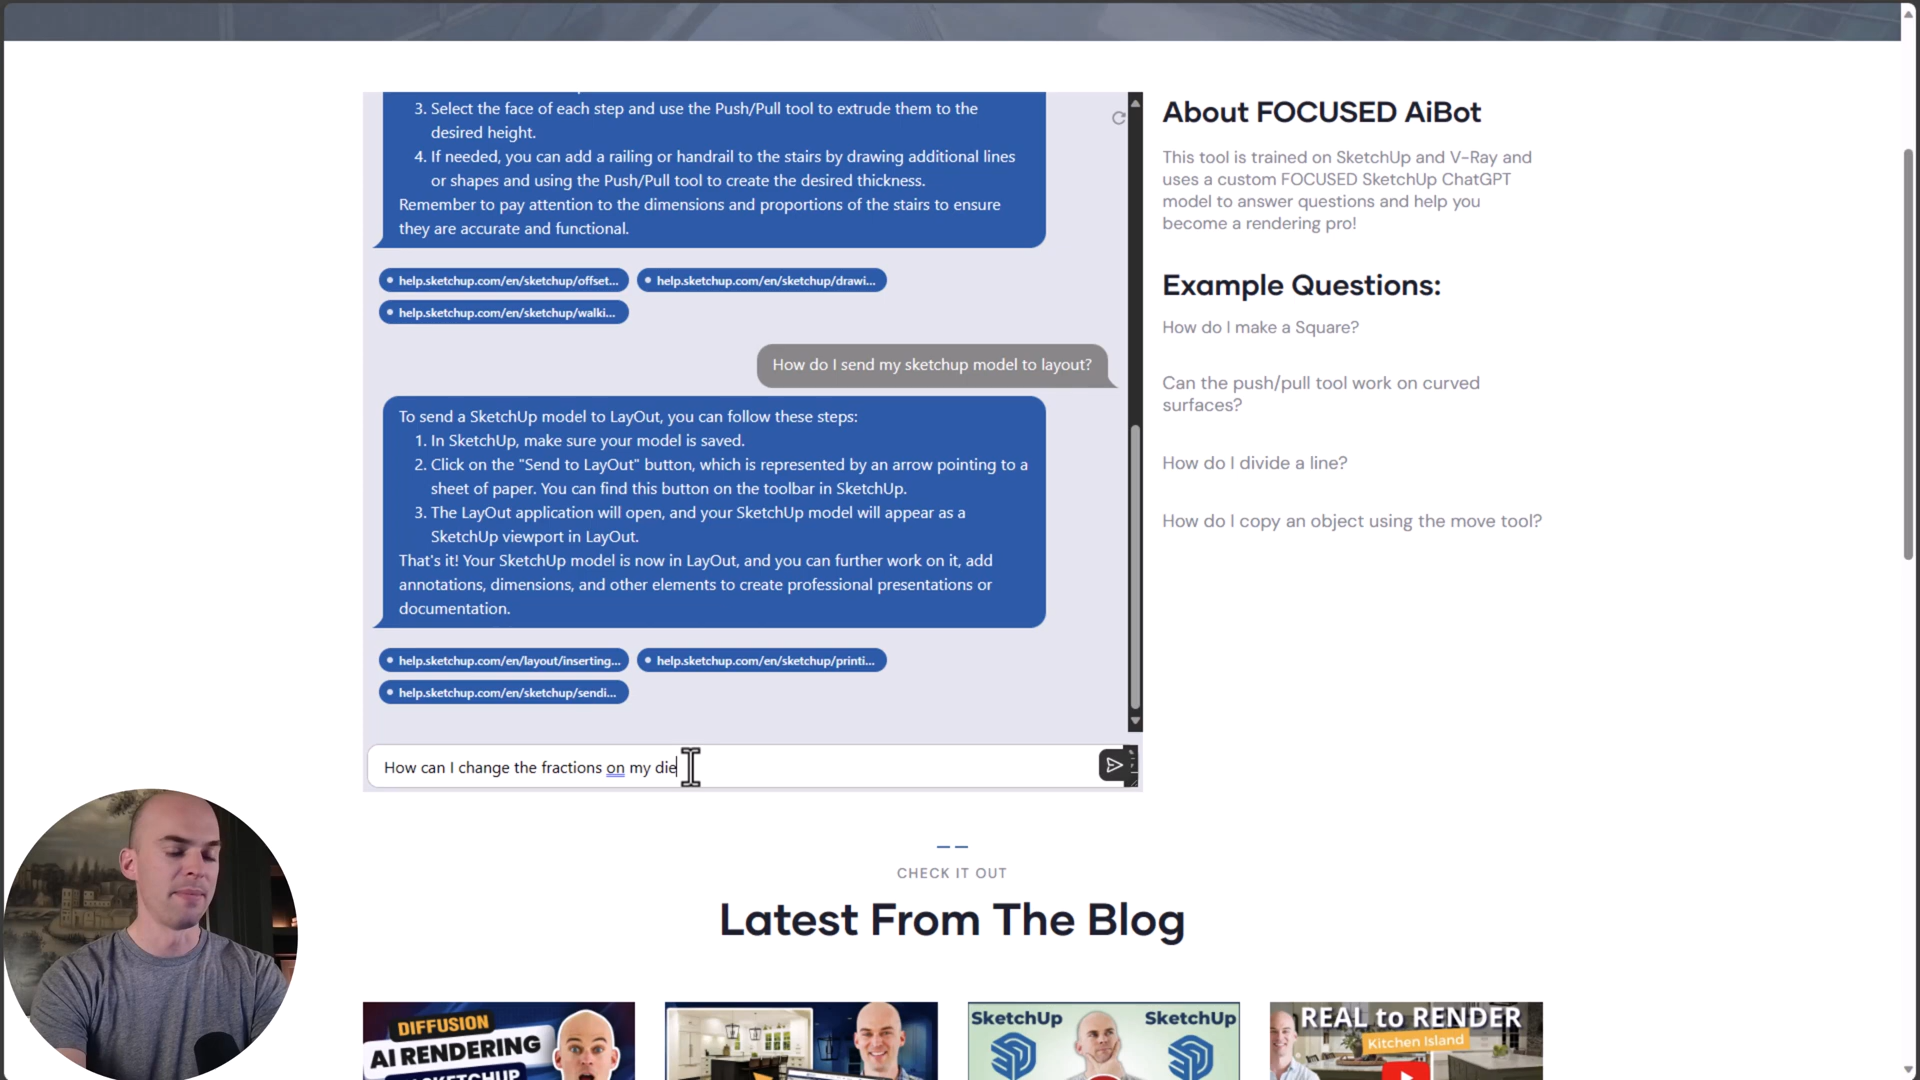 3. Select the face of each step and use the Push/Pull tool to extrude them to the
desired height.
4. If needed, you can add a railing or handrail to the stairs by drawing additional lines
or shapes and using the Push/Pull tool to create the desired thickness.
Remember to pay attention to the dimensions and proportions of the stairs to ensure
they are accurate and functional.
help.sketchup.com/en/sketchup/offset...
help.sketchup.com/en/sketchup/drawi...
help.sketchup.com/en/sketchup/walki...
How do I send my sketchup model to layout?
To send a SketchUp model to LayOut, you can follow these steps:
1. In SketchUp, make sure your model is saved.
2. Click on the "Send to LayOut" button, which is represented by an arrow pointing to a
sheet of paper. You can find this button on the toolbar in SketchUp.
3. The LayOut application will open, and your SketchUp model will appear as a
SketchUp viewport in LayOut.
That's it! Your SketchUp model is now in LayOut, and you can further work on it, add
annotations, dimensions, and other elements to create professional presentations or
documentation.
help.sketchup.com/en/layout/inserting...
help.sketchup.com/en/sketchup/printi...
help.sketchup.com/en/sketchup/sendi...
How can I change the fractions on my die
About FOCUSED AiBot
This tool is trained on SketchUp and V-Ray and
uses a custom FOCUSED SketchUp ChatGPT
model to answer questions and help you
become a rendering pro!
Example Questions:
How do I make a Square?
Can the push/pull tool work on curved
surfaces?
How do I divide a line?
How do I copy an object using the move tool?
CHECK IT OUT
Latest From The Blog
DIFFUSION
AI RENDERING
SketchUp
SketchUp
REAL to RENDER
Kitchen Island